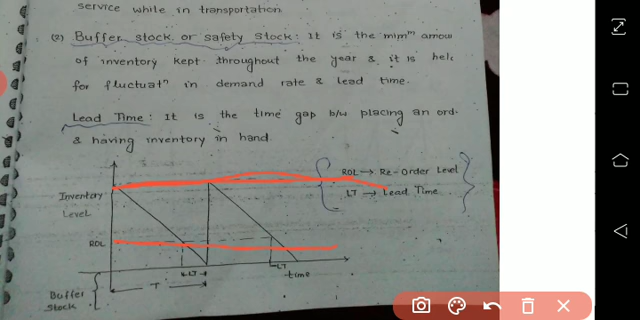 service while in transportation.
(2) Buffer stock or safety stock: It is the minmm amou
of inventory kept throughout the year & it is hel
for fluctuatn in demand rate & lead time.
Lead Time: It is the time gap b/w placing an ord
& having inventory in hand.
ROL → Re-Order Level
LT → Lead Time
Inventory
Level
ROL
LT
LT
time
T
Buffer
Stock